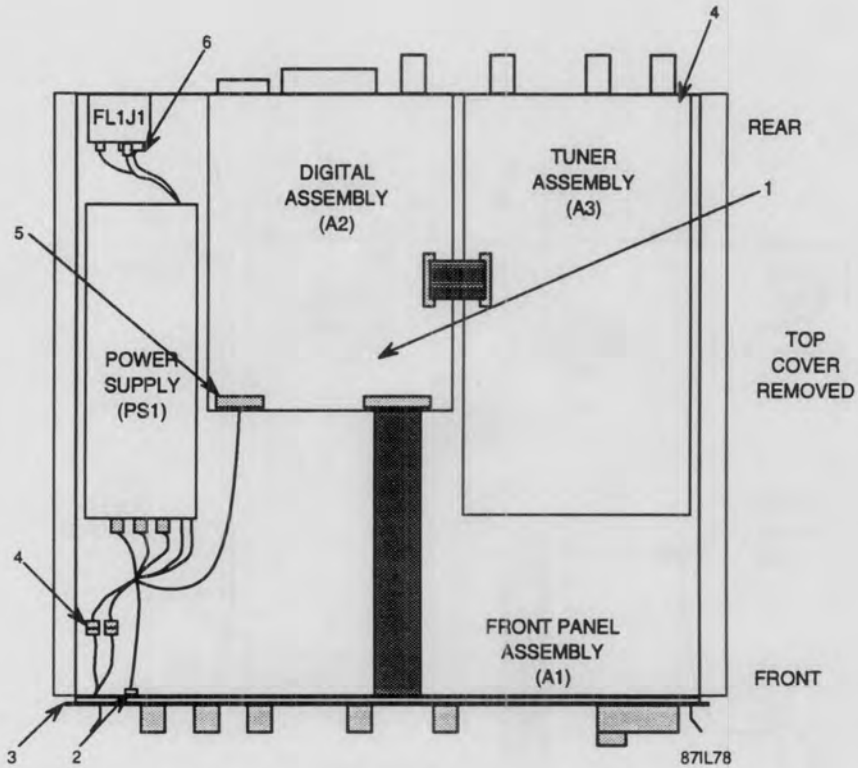 4
6
FL1J1
REAR
DIGITAL
ASSEMBLY
(A2)
TUNER
ASSEMBLY
(A3)
1
5
POWER
SUPPLY
(PS1)
TOP
COVER
REMOVED
4
FRONT PANEL
ASSEMBLY
(A1)
FRONT
3
2
871L78